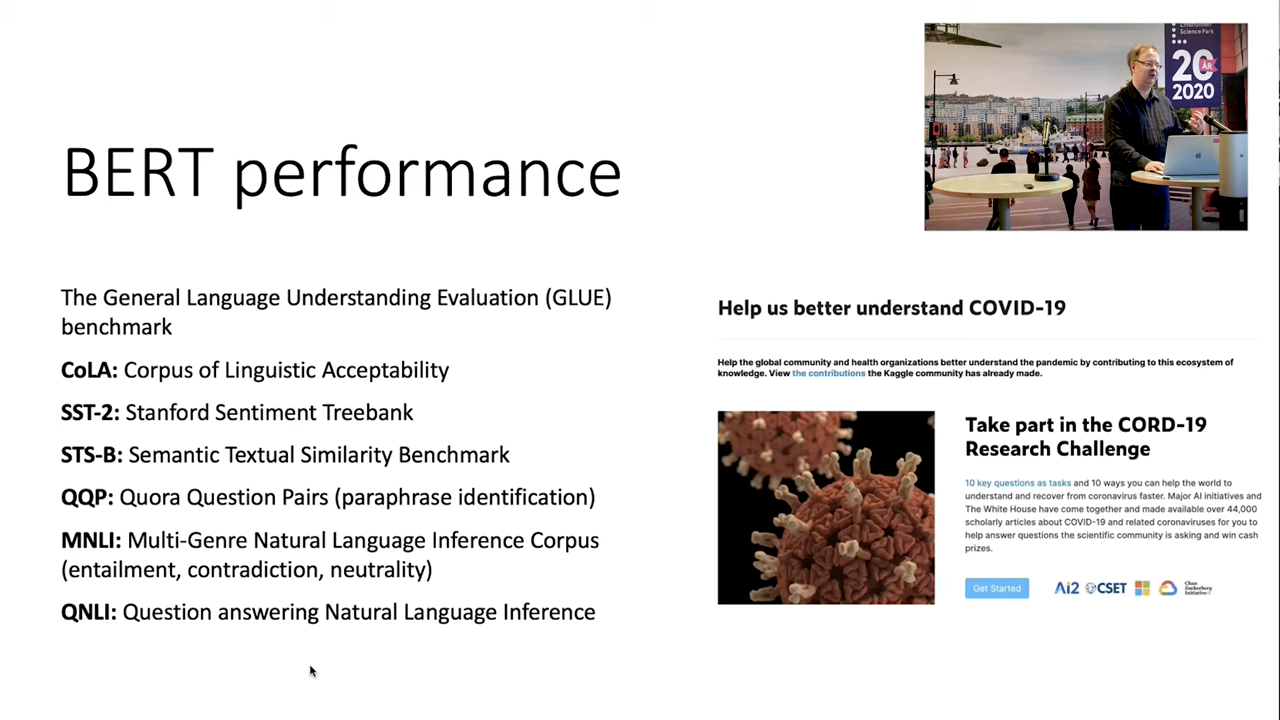 BERT performance
The General Language Understanding Evaluation (GLUE)
benchmark
CoLA: Corpus of Linguistic Acceptability
SST-2: Stanford Sentiment Treebank
STS-B: Semantic Textual Similarity Benchmark
QQP: Quora Question Pairs (paraphrase identification)
MNLI: Multi-Genre Natural Language Inference Corpus
(entailment, contradiction, neutrality)
QNLI: Question answering Natural Language Inference
Science Park
20
ÅR
2020
Help us better understand COVID-19
Help the global community and health organizations better understand the pandemic by contributing to this ecosystem of
knowledge. View the contributions the Kaggle community has already made.
Take part in the CORD-19
Research Challenge
10 key questions as tasks and 10 ways you can help the world to
understand and recover from coronavirus faster. Major AI initiatives and
The White House have come together and made available over 44,000
scholarly articles about COVID-19 and related coronaviruses for you to
help answer questions the scientific community is asking and win cash
prizes.
Get Started
Ai2 CSET
Chan
Zuckerberg
Initiative